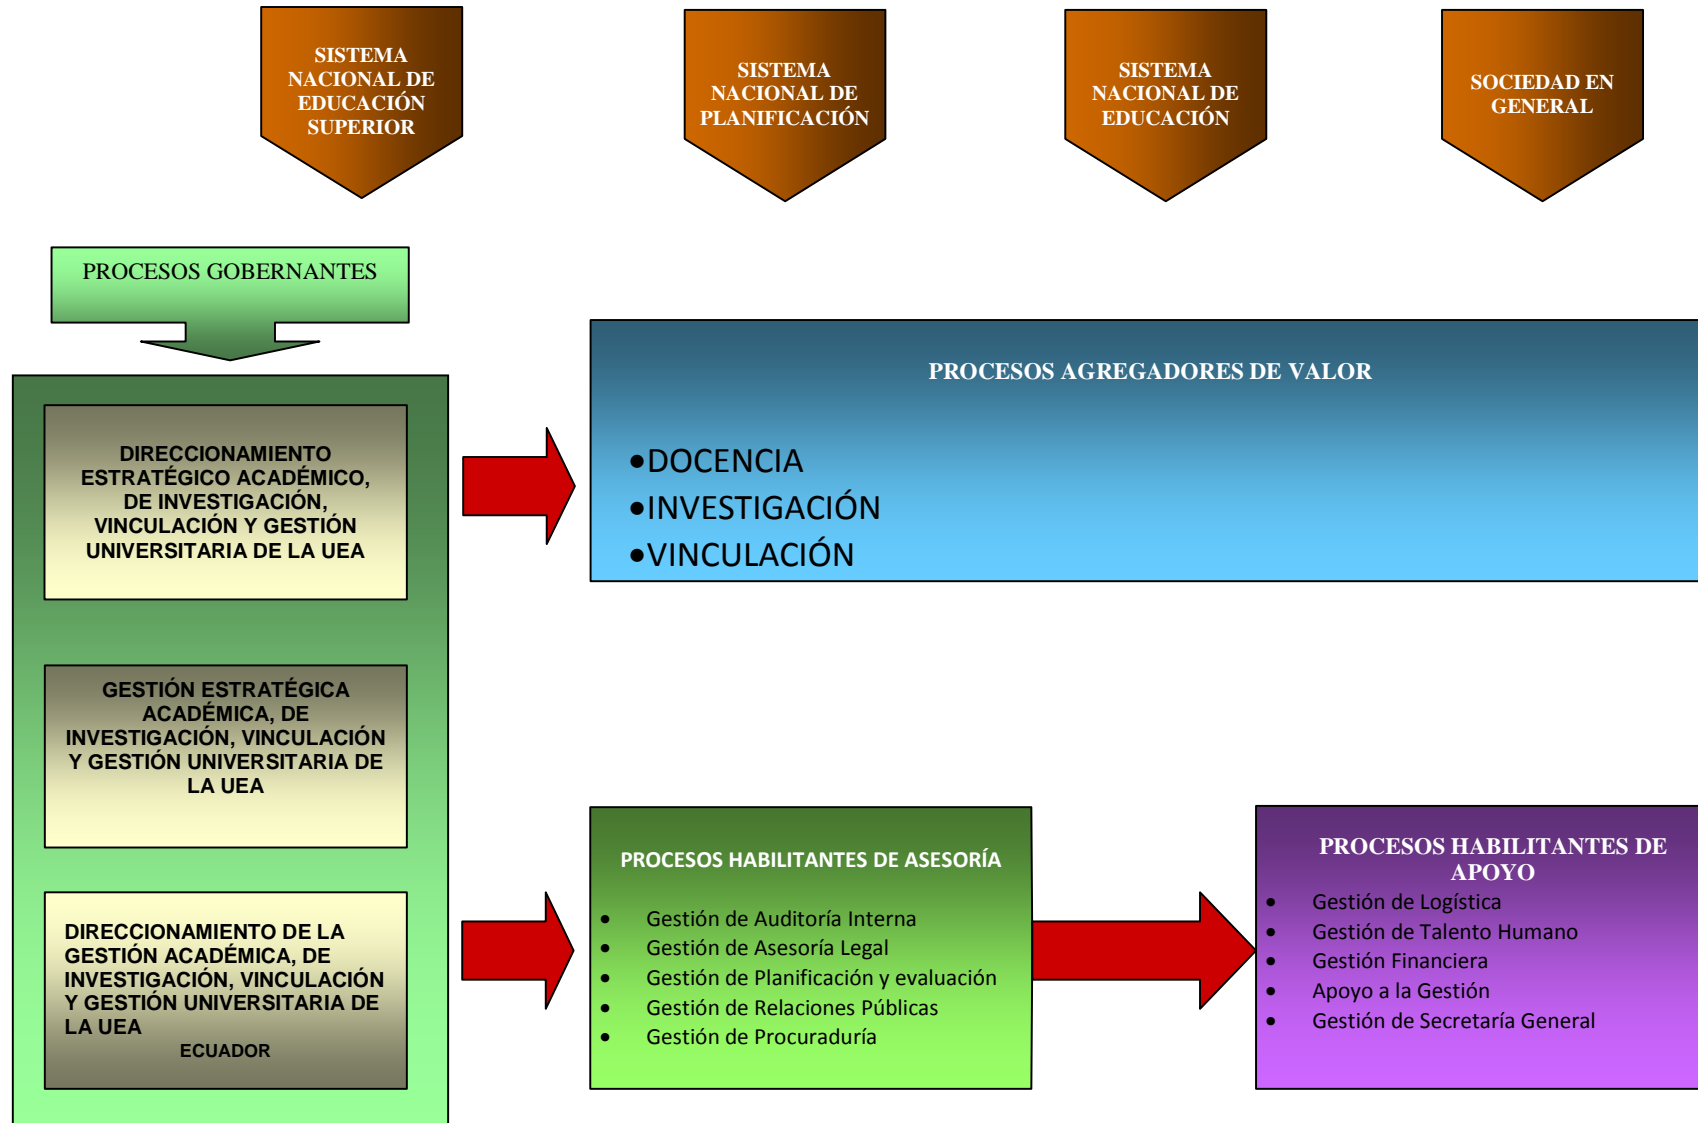 SISTEMA
NACIONAL DE
EDUCACIÓN
SUPERIOR
SISTEMA
NACIONAL DE
PLANIFICACIÓN
SISTEMA
NACIONAL DE
EDUCACIÓN
SOCIEDAD EN
GENERAL
PROCESOS GOBERNANTES
DIRECCIONAMIENTO
ESTRATÉGICO ACADÉMICO,
DE INVESTIGACIÓN,
VINCULACIÓN Y GESTIÓN
UNIVERSITARIA DE LA UEA
GESTIÓN ESTRATÉGICA
ACADÉMICA, DE
INVESTIGACIÓN, VINCULACIÓN
Y GESTIÓN UNIVERSITARIA DE
LA UEA
DIRECCIONAMIENTO DE LA
GESTIÓN ACADÉMICA, DE
INVESTIGACIÓN, VINCULACIÓN
Y GESTIÓN UNIVERSITARIA DE
LA UEA
ECUADOR
PROCESOS AGREGADORES DE VALOR
•DOCENCIA
•INVESTIGACIÓN
•VINCULACIÓN
PROCESOS HABILITANTES DE ASESORÍA
• Gestión de Auditoría Interna
• Gestión de Asesoría Legal
• Gestión de Planificación y evaluación
• Gestión de Relaciones Públicas
• Gestión de Procuraduría
PROCESOS HABILITANTES DE
APOYO
• Gestión de Logística
• Gestión de Talento Humano
• Gestión Financiera
• Apoyo a la Gestión
• Gestión de Secretaría General